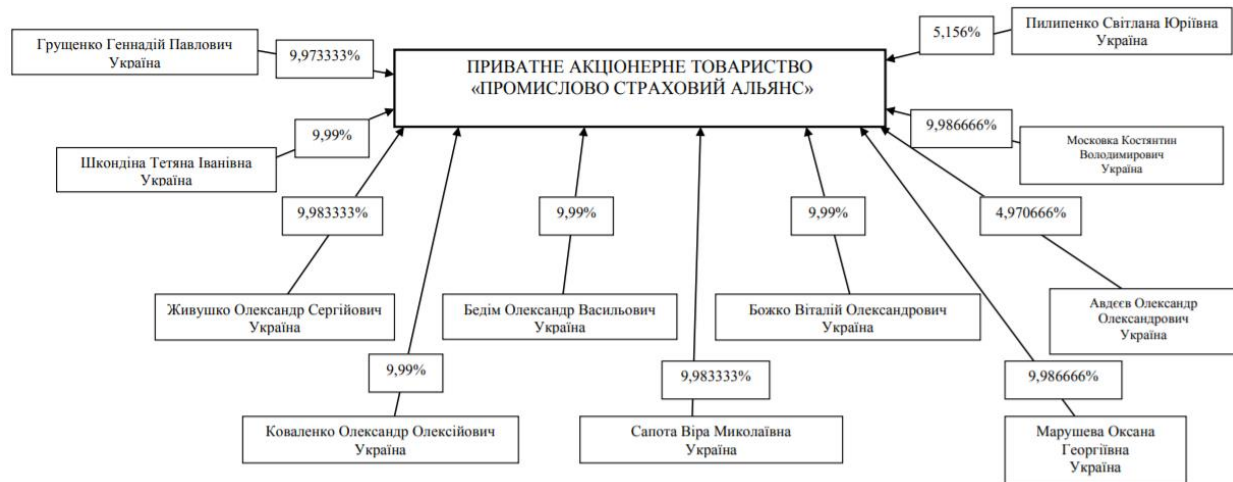 Грущенко Геннадій Павлович
Україна
9,973333%
ПРИВАТНЕ АКЦІОНЕРНЕ ТОВАРИСТВО
«ПРОМИСЛОВО СТРАХОВИЙ АЛЬЯНС»
5,156%
Пилипенко Світлана Юріївна
Україна
Шкондіна Тетяна Іванівна
Україна
9,99%
9,986666%
Московка Костянтин
Володимирович
Україна
9,983333%
9,99%
9,99%
4,970666%
Живушко Олександр Сергійович
Україна
Бедім Олександр Васильович
Україна
Божко Віталій Олександрович
Україна
Авдєєв Олександр
Олександрович
Україна
9,99%
9,983333%
9,986666%
Коваленко Олександр Олексійович
Україна
Сапота Віра Миколаївна
Україна
Марушева Оксана
Георгіївна
Україна